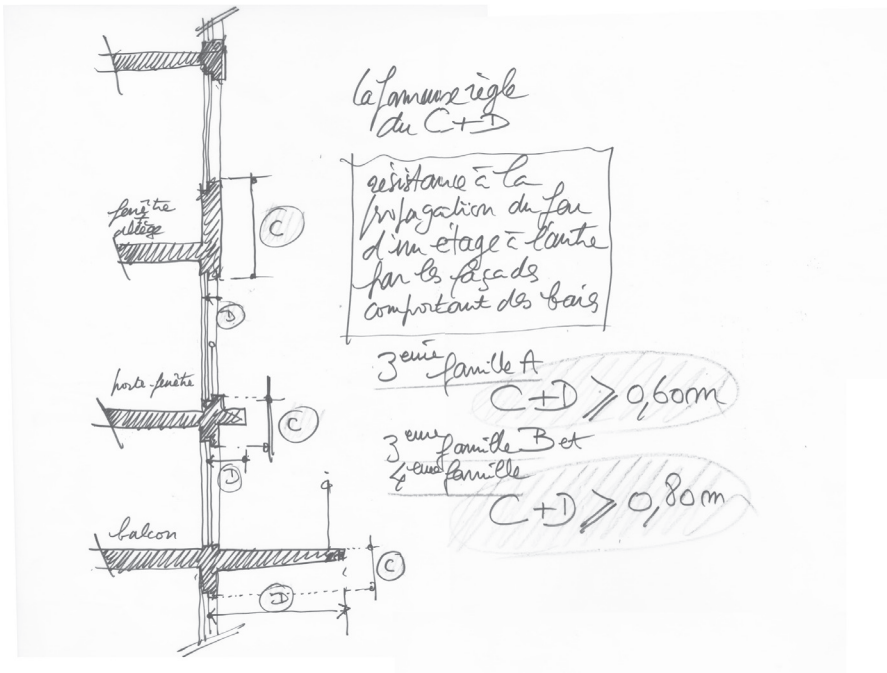 la fameuse règle
du C+D
résistance à la
propagation du feu
d'un étage à l'autre
par les façades
comportant des baies
3ème famille A
C+D ⩾ 0,60m
3ème famille B et
4ème famille
C+D ⩾ 0,80m
fenêtre
allège
C
D
porte-fenêtre
C
D
balcon
C
D